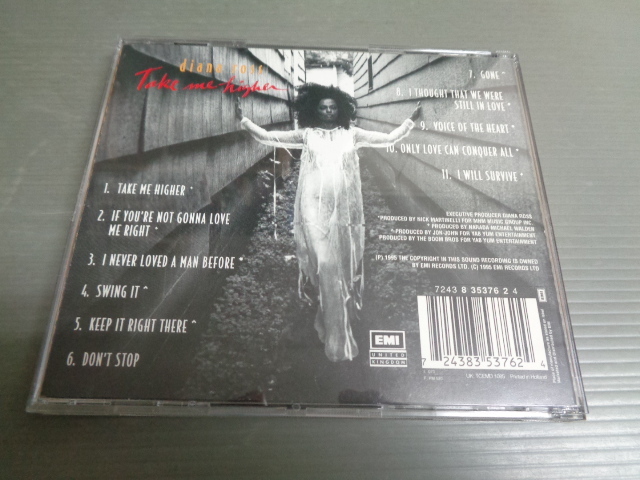 diana ross
Take me higher
1. TAKE ME HIGHER *
2. IF YOU'RE NOT GONNA LOVE
ME RIGHT ^
3. I NEVER LOVED A MAN BEFORE *
4. SWING IT ^
5. KEEP IT RIGHT THERE ^
6. DON'T STOP
7. GONE *
8. I THOUGHT THAT WE WERE
STILL IN LOVE *
9. VOICE OF THE HEART *
10. ONLY LOVE CAN CONQUER ALL *
11. I WILL SURVIVE *
EXECUTIVE PRODUCER DIANA ROSS
*PRODUCED BY NICK MARTINELLI FOR WATCH
PRODUCED BY NARADA MICHAEL WALDEN
^PRODUCED BY JON-JOHN FOR YAB YUM ENTERTAINMENT
PRODUCED BY THE BOOM BROS FOR YAB YUM ENTERTAINMENT
(P) 1995 THE COPYRIGHT IN THIS SOUND RECORDING IS OWNED
BY EMI RECORDS LTD. (C) 1995 EMI RECORDS LTD
7243 8 35376 2 4
EMI
UNITED
KINGDOM
7 24383 53762 4